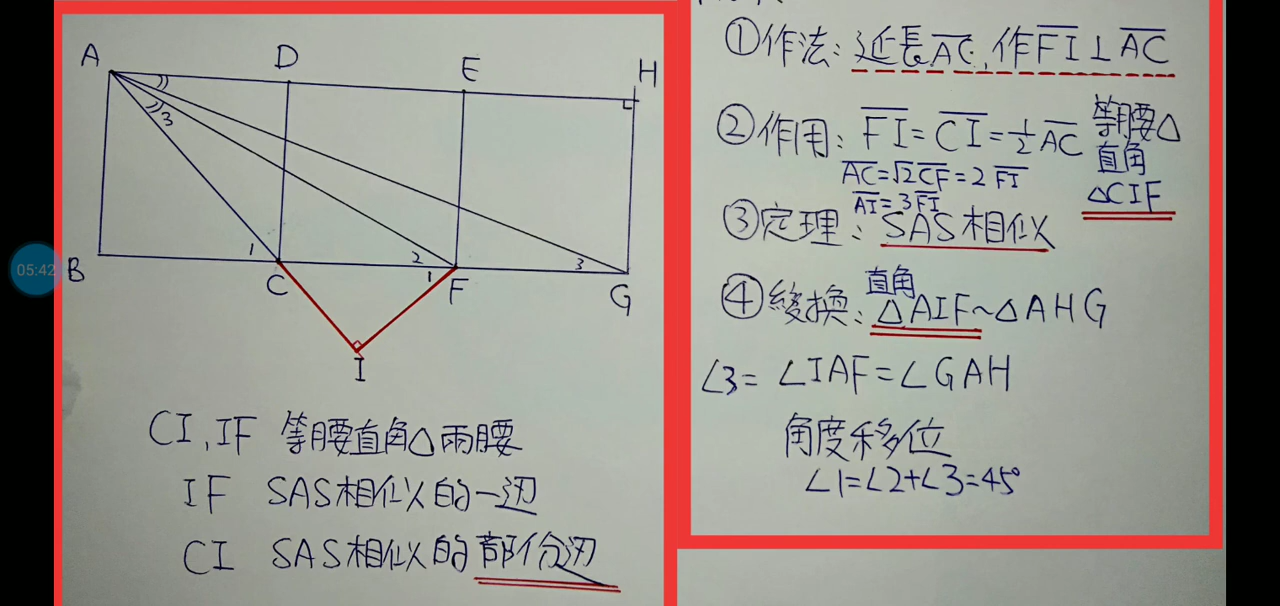 A D E H
3
1 2 3
B C 1 F G
I
CI, IF 等腰直角△兩腰
IF SAS相似的一边
CI SAS相似的部份边
05:42
①作法: 延長AC, 作FI⊥AC
②作用: FI=CI=½AC 等腰△
直角
△CIF
AC=√2CF=2FI
AI=3FI
③定理: SAS相似
④緩換: 直角
△AIF~△AHG
∠3=∠IAF=∠GAH
角度移位
∠1=∠2+∠3=45°